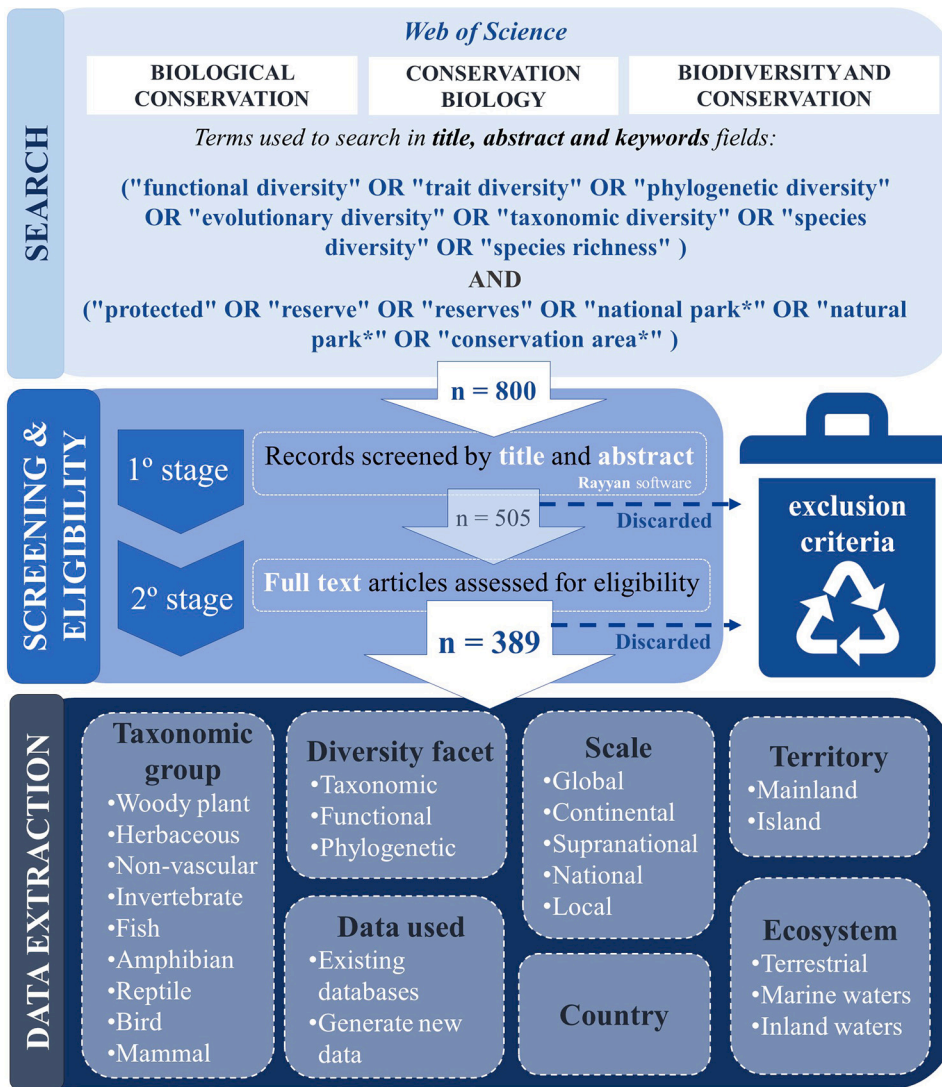 SEARCH
Web of Science
BIOLOGICAL
CONSERVATION
CONSERVATION
BIOLOGY
BIODIVERSITY AND
CONSERVATION
Terms used to search in title, abstract and keywords fields:
("functional diversity" OR "trait diversity" OR "phylogenetic diversity"
OR "evolutionary diversity" OR "taxonomic diversity" OR "species
diversity" OR "species richness" )
AND
("protected" OR "reserve" OR "reserves" OR "national park*" OR "natural
park*" OR "conservation area*" )
n = 800
SCREENING &
ELIGIBILITY
1º stage
Records screened by title and abstract
Rayyan software
n = 505
Discarded
2º stage
Full text articles assessed for eligibility
n = 389
Discarded
exclusion
criteria
DATA EXTRACTION
Taxonomic
group
•Woody plant
•Herbaceous
•Non-vascular
•Invertebrate
•Fish
•Amphibian
•Reptile
•Bird
•Mammal
Diversity facet
•Taxonomic
•Functional
•Phylogenetic
Data used
•Existing
databases
•Generate new
data
Scale
•Global
•Continental
•Supranational
•National
•Local
Country
Territory
•Mainland
•Island
Ecosystem
•Terrestrial
•Marine waters
•Inland waters